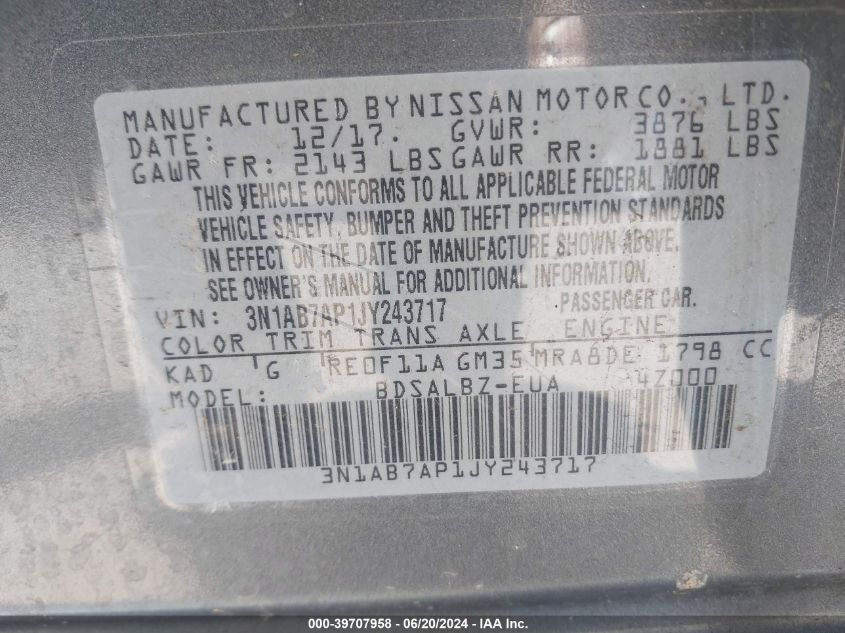 MANUFACTURED BY NISSAN MOTOR CO., LTD.
DATE: 12/17. GVWR: 3876 LBS
GAWR FR: 2143 LBS GAWR RR: 1881 LBS
THIS VEHICLE CONFORMS TO ALL APPLICABLE FEDERAL MOTOR
VEHICLE SAFETY, BUMPER AND THEFT PREVENTION STANDARDS
IN EFFECT ON THE DATE OF MANUFACTURE SHOWN ABOVE.
SEE OWNER'S MANUAL FOR ADDITIONAL INFORMATION.
VIN: 3N1AB7AP1JY243717 PASSENGER CAR.
COLOR TRIM TRANS AXLE ENGINE
KAD G RE0F11A GM35 MRA8DE 1798 CC
MODEL: BDSALBZ-EUA 4Z000
3N1AB7AP1JY243717
000-39707958 | 06/20/2024 - IAA Inc.